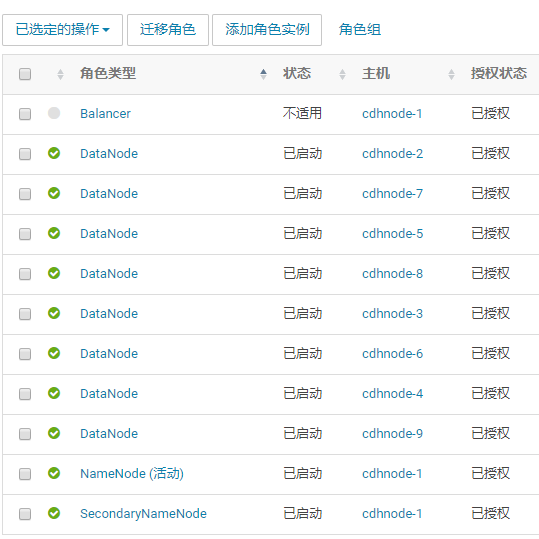 已选定的操作 迁移角色 添加角色实例 角色组
角色类型 状态 主机 授权状态
Balancer 不适用 cdhnode-1 已授权
DataNode 已启动 cdhnode-2 已授权
DataNode 已启动 cdhnode-7 已授权
DataNode 已启动 cdhnode-5 已授权
DataNode 已启动 cdhnode-8 已授权
DataNode 已启动 cdhnode-3 已授权
DataNode 已启动 cdhnode-6 已授权
DataNode 已启动 cdhnode-4 已授权
DataNode 已启动 cdhnode-9 已授权
NameNode (活动) 已启动 cdhnode-1 已授权
SecondaryNameNode 已启动 cdhnode-1 已授权